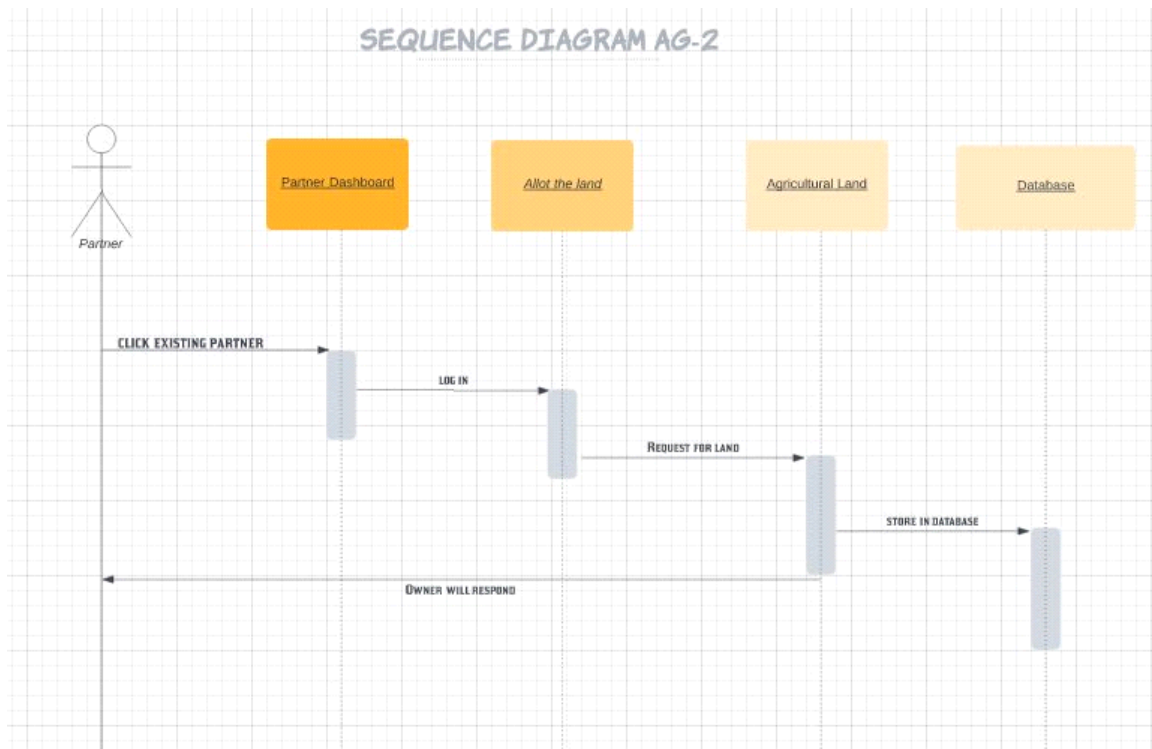 SEQUENCE DIAGRAM AG-2
Partner Dashboard
Allot the land
Agricultural Land
Database
Partner
CLICK EXISTING PARTNER
LOG IN
REQUEST FOR LAND
STORE IN DATABASE
OWNER WILL RESPOND